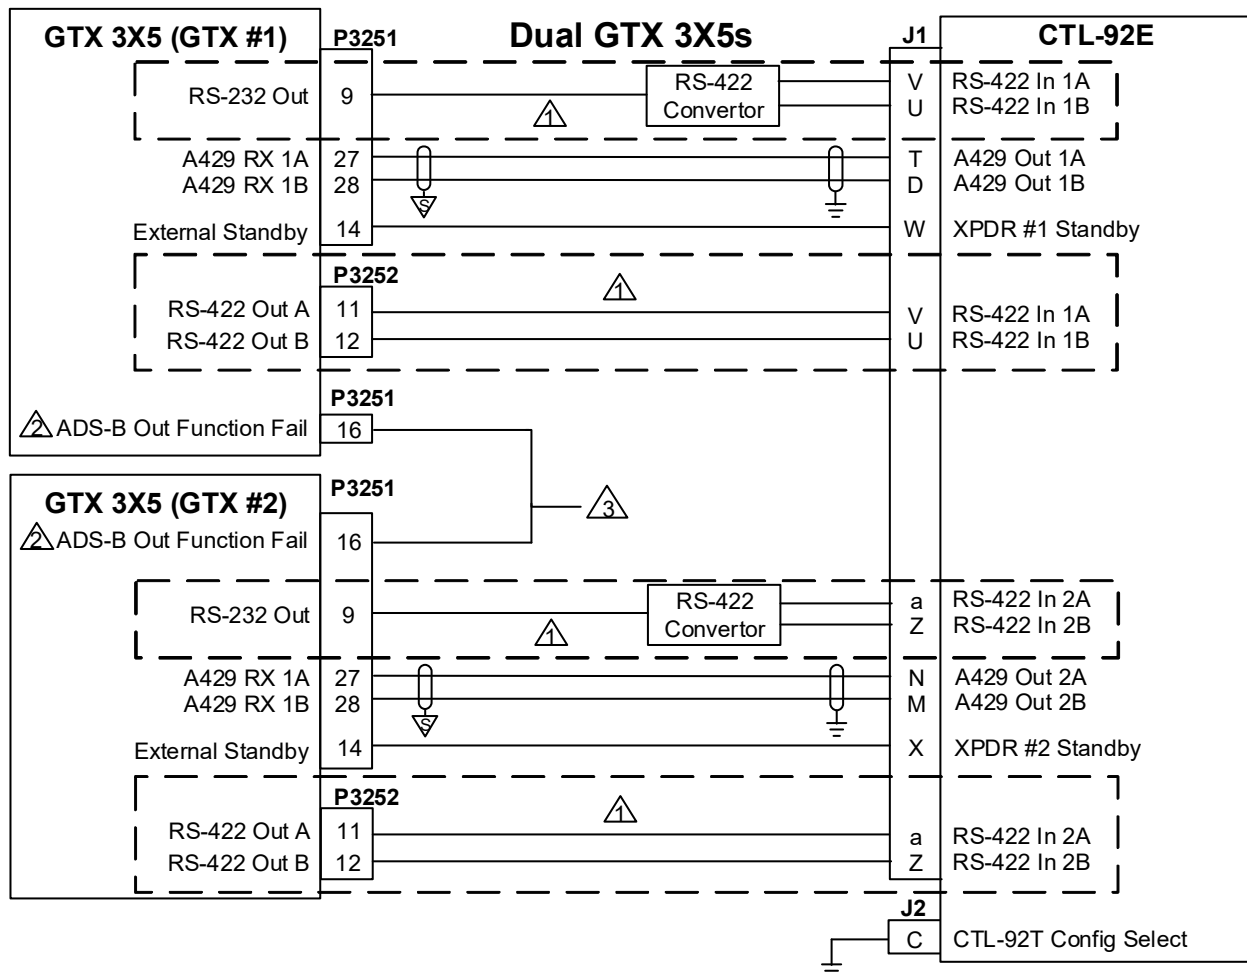 GTX 3X5 (GTX #1) P3251 Dual GTX 3X5s J1 CTL-92E
RS-232 Out 9 1 RS-422 Convertor V RS-422 In 1A
U RS-422 In 1B
A429 RX 1A 27 T A429 Out 1A
A429 RX 1B 28 S D A429 Out 1B
External Standby 14 W XPDR #1 Standby
P3252 1
RS-422 Out A 11 V RS-422 In 1A
RS-422 Out B 12 U RS-422 In 1B
P3251
2 ADS-B Out Function Fail 16
GTX 3X5 (GTX #2) P3251 3
2 ADS-B Out Function Fail 16
RS-232 Out 9 1 RS-422 Convertor a RS-422 In 2A
Z RS-422 In 2B
A429 RX 1A 27 N A429 Out 2A
A429 RX 1B 28 S M A429 Out 2B
External Standby 14 X XPDR #2 Standby
P3252 1
RS-422 Out A 11 a RS-422 In 2A
RS-422 Out B 12 Z RS-422 In 2B
J2
C CTL-92T Config Select